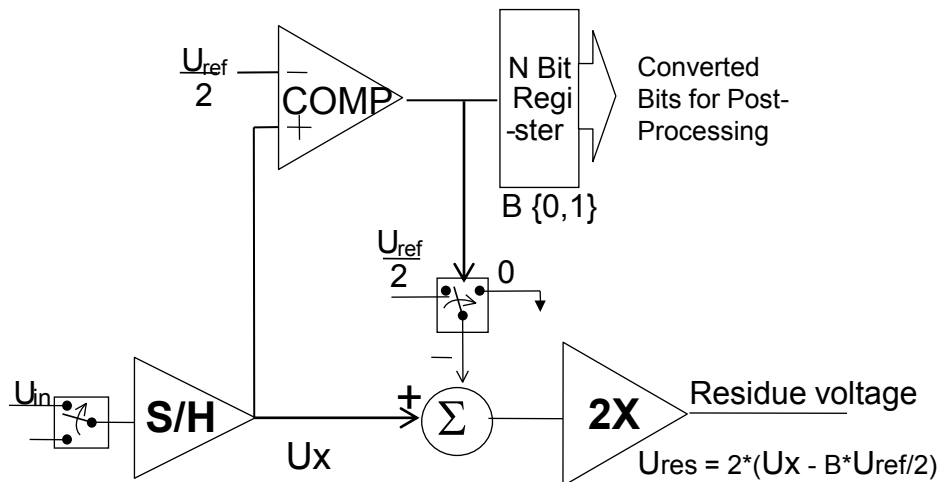 Uref
2
−
COMP
+
N Bit
Regi
-ster
Converted
Bits for Post-
Processing
B {0,1}
Uref
2
0
−
Uin
S/H
+
Σ
2X
Residue voltage
Ux
Ures = 2*(Ux - B*Uref/2)